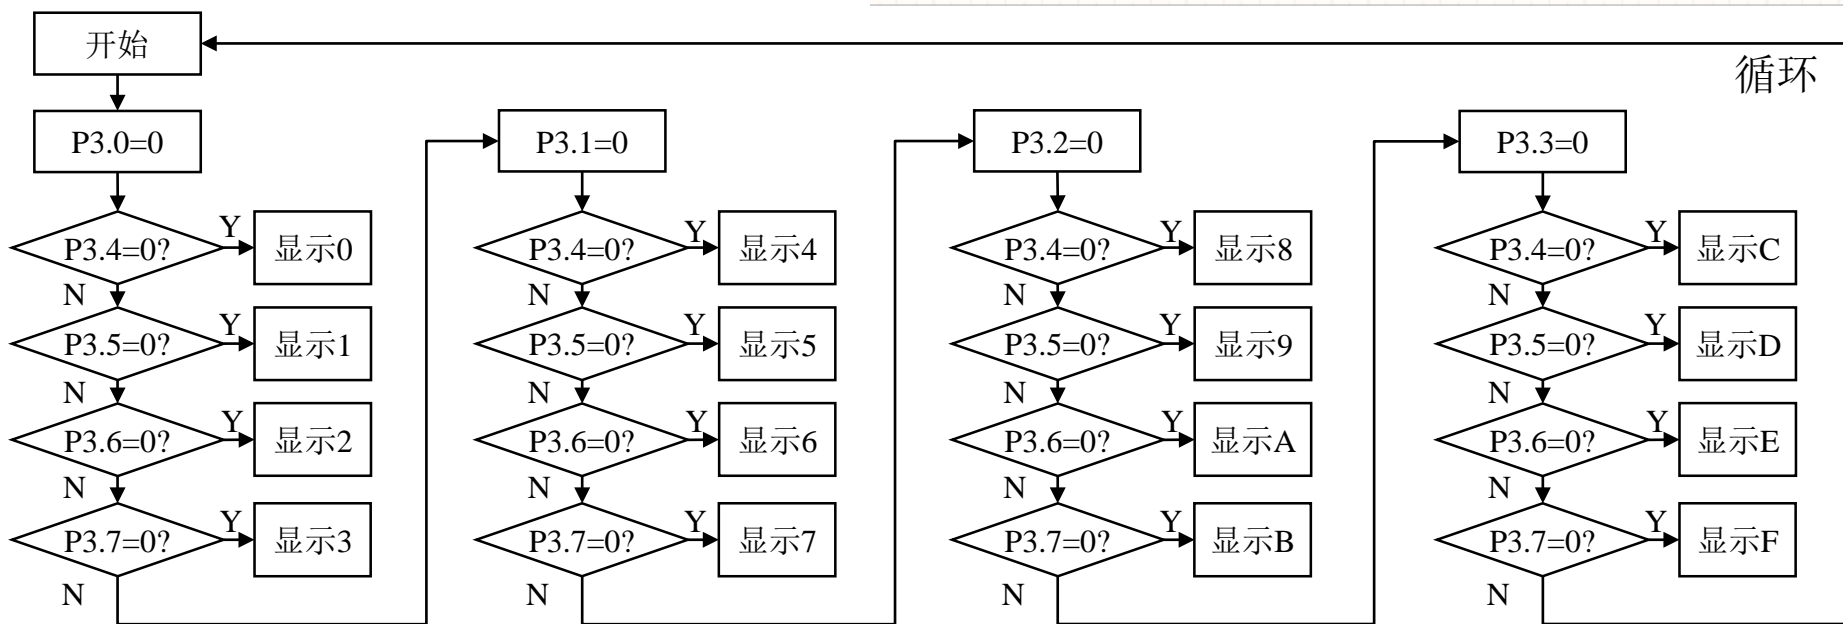 开始
循环
P3.0=0
P3.4=0?
Y
显示0
N
P3.5=0?
Y
显示1
N
P3.6=0?
Y
显示2
N
P3.7=0?
Y
显示3
N
P3.1=0
P3.4=0?
Y
显示4
N
P3.5=0?
Y
显示5
N
P3.6=0?
Y
显示6
N
P3.7=0?
Y
显示7
N
P3.2=0
P3.4=0?
Y
显示8
N
P3.5=0?
Y
显示9
N
P3.6=0?
Y
显示A
N
P3.7=0?
Y
显示B
N
P3.3=0
P3.4=0?
Y
显示C
N
P3.5=0?
Y
显示D
N
P3.6=0?
Y
显示E
N
P3.7=0?
Y
显示F
N